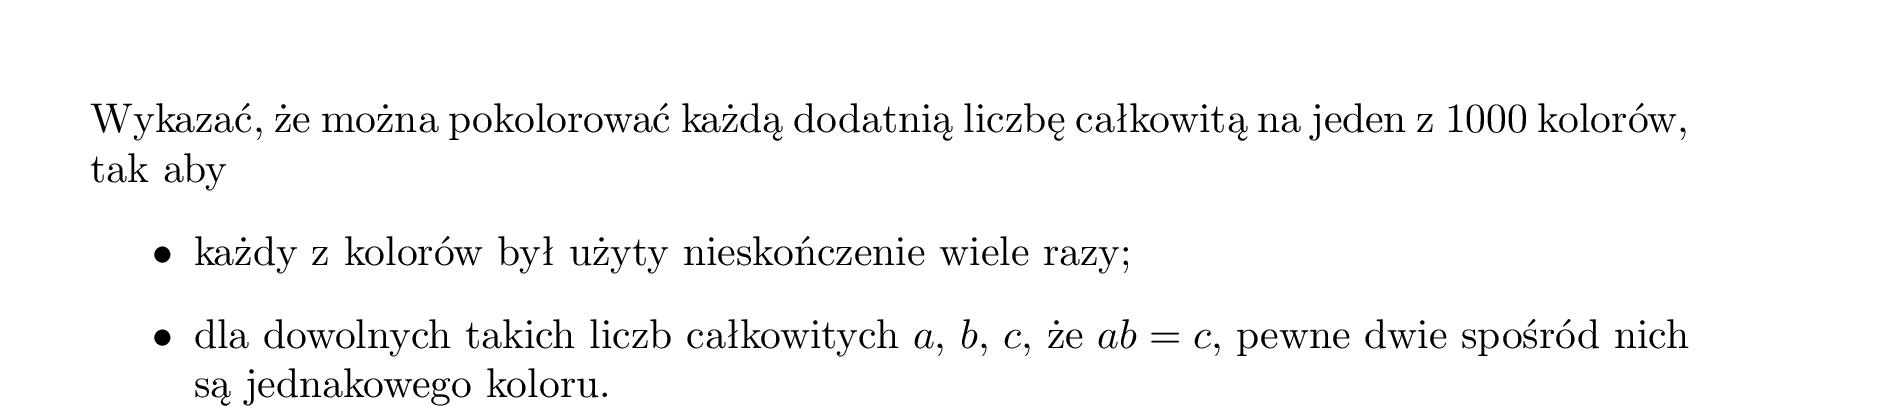 Wykazać, że można pokolorować każdą dodatnią liczbę całkowitą na jeden z 1000 kolorów,
tak aby
• każdy z kolorów był użyty nieskończenie wiele razy;
• dla dowolnych takich liczb całkowitych a, b, c, że ab = c, pewne dwie spośród nich
są jednakowego koloru.